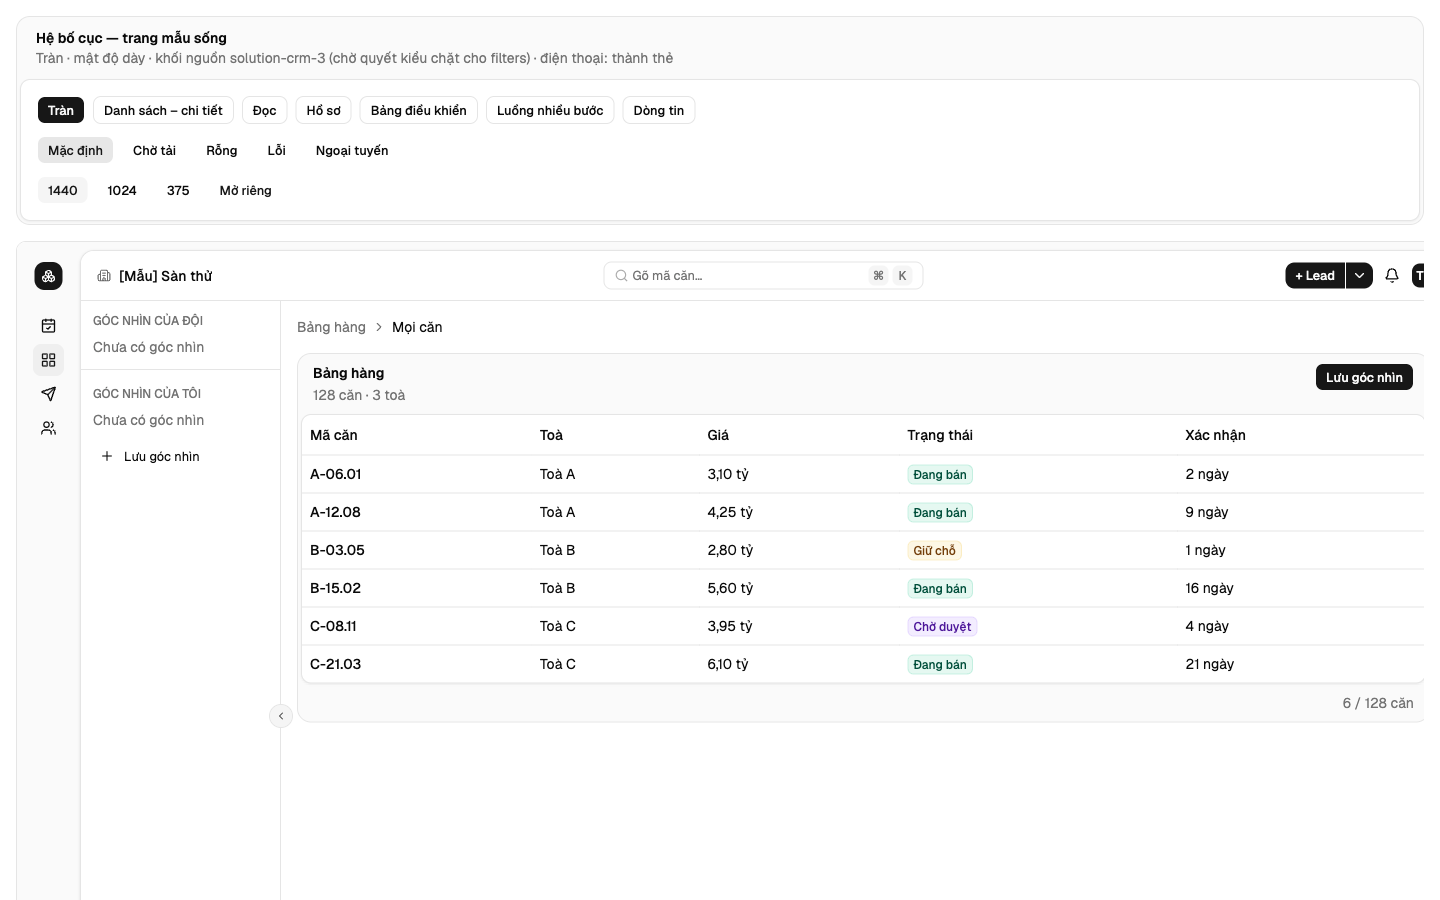 Hệ bố cục — trang mẫu sống
Tràn · mật độ dày · khối nguồn solution-crm-3 (chờ quyết kiểu chặt cho filters) · điện thoại: thành thẻ
Tràn
Danh sách – chi tiết
Đọc
Hồ sơ
Bảng điều khiển
Luồng nhiều bước
Dòng tin
Mặc định
Chờ tải
Rỗng
Lỗi
Ngoại tuyến
1440
1024
375
Mở riêng
[Mẫu] Sàn thử
Gõ mã căn...
⌘ K
+ Lead
T
GÓC NHÌN CỦA ĐỘI
Chưa có góc nhìn
GÓC NHÌN CỦA TÔI
Chưa có góc nhìn
+ Lưu góc nhìn
Bảng hàng > Mọi căn
Bảng hàng
128 căn · 3 toà
Lưu góc nhìn
Mã căn Toà Giá Trạng thái Xác nhận
A-06.01 Toà A 3,10 tỷ Đang bán 2 ngày
A-12.08 Toà A 4,25 tỷ Đang bán 9 ngày
B-03.05 Toà B 2,80 tỷ Giữ chỗ 1 ngày
B-15.02 Toà B 5,60 tỷ Đang bán 16 ngày
C-08.11 Toà C 3,95 tỷ Chờ duyệt 4 ngày
C-21.03 Toà C 6,10 tỷ Đang bán 21 ngày
6 / 128 căn